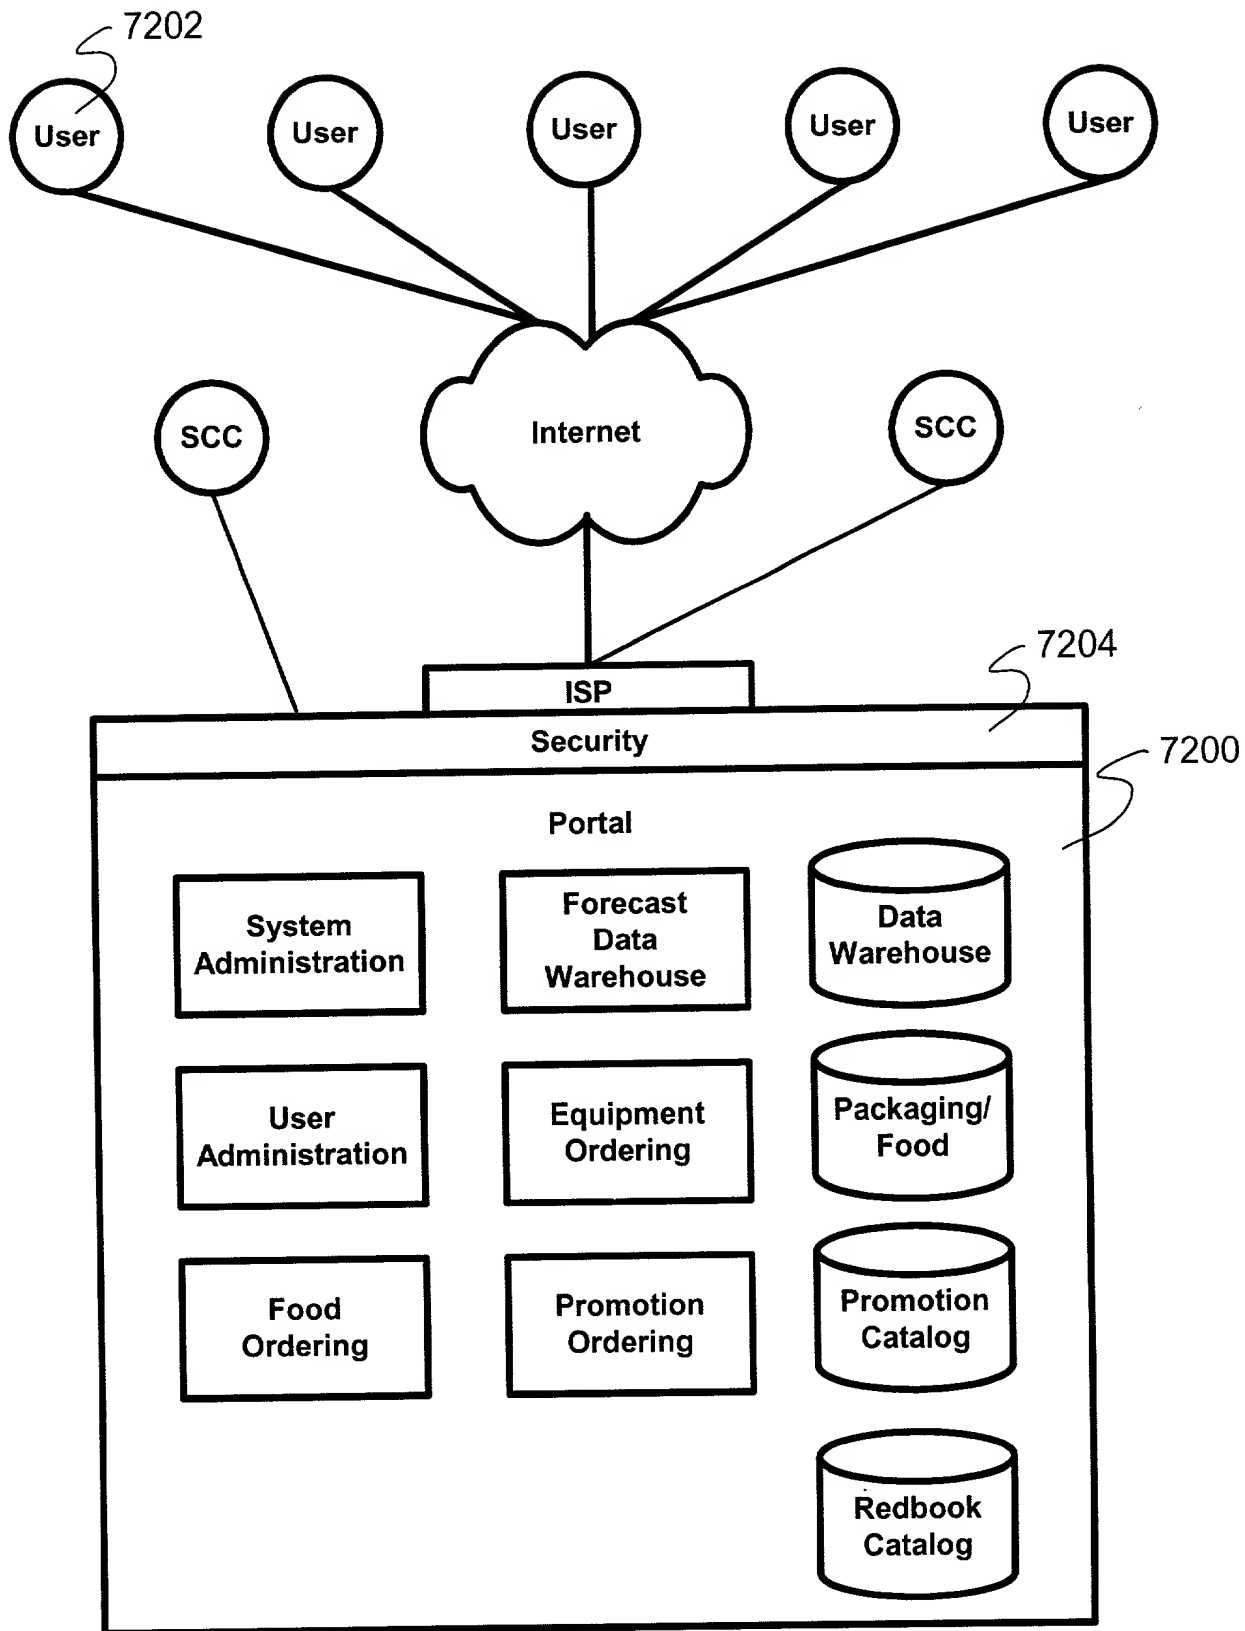 7202
User
User
User
User
User
Internet
SCC
SCC
7204
ISP
Security
7200
Portal
System
Administration
Forecast
Data
Warehouse
Data
Warehouse
User
Administration
Equipment
Ordering
Packaging/
Food
Food
Ordering
Promotion
Ordering
Promotion
Catalog
Redbook
Catalog